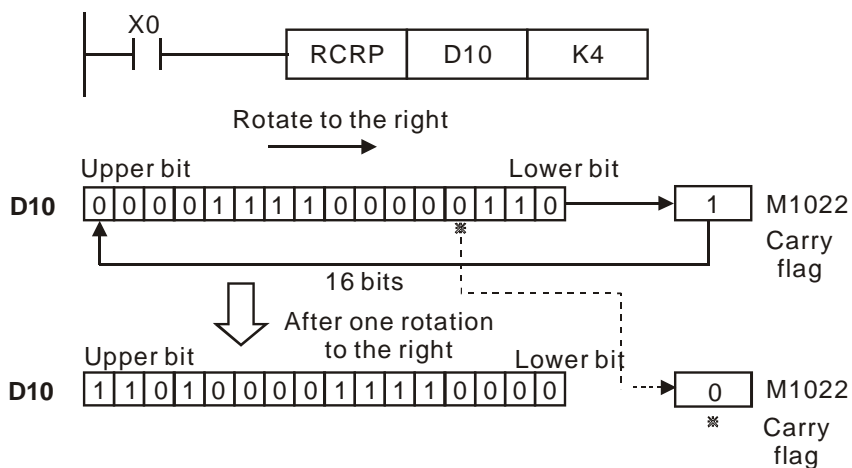 X0
RCRP D10 K4
Rotate to the right
Upper bit Lower bit
D10 0 0 0 0 1 1 1 1 0 0 0 0 0 1 1 0 1 M1022
※
Carry
flag
16 bits
After one rotation
to the right
Upper bit Lower bit
D10 1 1 0 1 0 0 0 0 1 1 1 1 0 0 0 0 0 M1022
※
Carry
flag